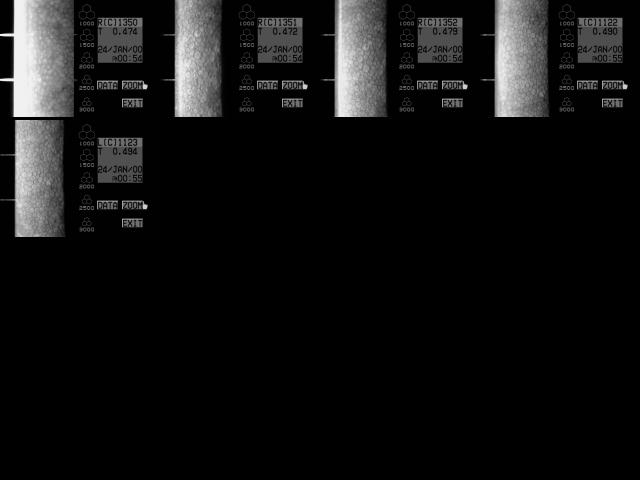 R(C)1350
T 0.474
24/JAN/00
00:54
DATA ZOOM
EXIT
1000
1500
2000
2500
3000
R(C)1351
T 0.472
24/JAN/00
00:54
DATA ZOOM
EXIT
1000
1500
2000
2500
3000
R(C)1352
T 0.479
24/JAN/00
00:54
DATA ZOOM
EXIT
1000
1500
2000
2500
3000
L(C)1122
T 0.490
24/JAN/00
00:55
DATA ZOOM
EXIT
1000
1500
2000
2500
3000
L(C)1123
T 0.494
24/JAN/00
00:55
DATA ZOOM
EXIT
1000
1500
2000
2500
3000